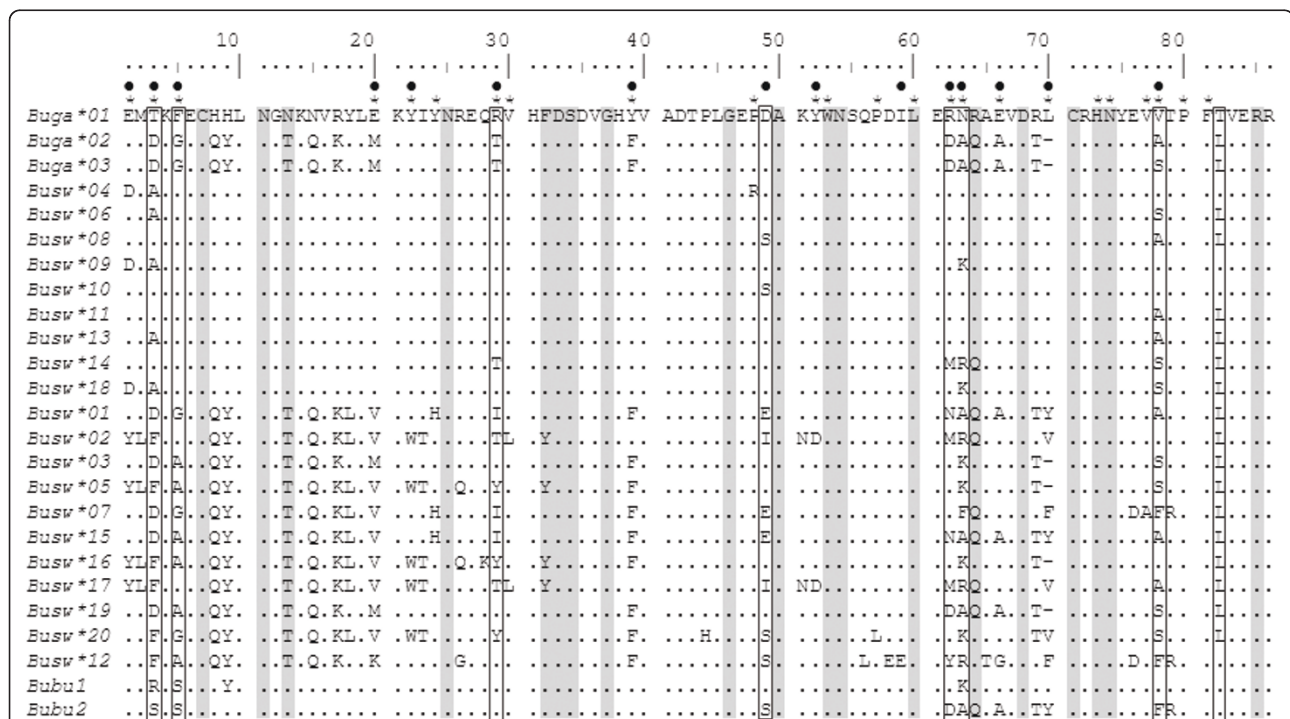 10 20 30 40 50 60 70 80
Buga*01 EMTKFECHHL NGNKNVRYLE KYIYNREQRV HFDSDVGHYV ADTPLGEPDA KYWNSQPDIL ERNRAEVDRL CRHNYEVVTP FTVERR
Buga*02 ..D.G..QY. ..T.Q.K..M ........T. ........F. .......... .......... .DAQ.A..T- ......... ...L....
Buga*03 ..D.G..QY. ..T.Q.K..M ........T. ........F. .......... .......... .DAQ.A..T- .......S.. .L....
Busw*04 D.A....... .......... .......... .......... .......R.. .......... .......... .......... ......
Busw*06 ..A....... .......... .......... .......... .......... .......... .......... .......S.. .L....
Busw*08 .......... .......... .......... .......... ........S. .......... .......... .......A.. .L....
Busw*09 D.A....... .......... .......... .......... .......... .......... ..K....... .......... ......
Busw*10 .......... .......... .......... .......... ........S. .......... .......... .......... ......
Busw*11 .......... .......... .......... .......... .......... .......... .......... .......A.. .L....
Busw*13 ..A....... .......... .......... .......... .......... .......... .......... .......A.. .L....
Busw*14 .......... .......... ........T. .......... .......... .......... .MRQ...... .......S.. .L....
Busw*18 D.A....... .......... .......... .......... .......... .......... ..K....... .......S.. .L....
Busw*01 ..D.G..QY. ..T.Q.KL.V ...H....I. ........F. ........E. .......... .NAQ.A..TY .......A.. .L....
Busw*02 YLF....QY. ..T.Q.KL.V .WT.....TL .Y........ ........I. ND........ .MRQ.....V .......... .L....
Busw*03 ..D.A..QY. ..T.Q.K..M .......... ........F. .......... .......... ..K.....T- .......S.. .L....
Busw*05 YLF.A..QY. ..T.Q.KL.V .WT..Q..Y. .Y......F. .......... .......... ..K.....T- .......S.. .L....
Busw*07 ..D.G..QY. ..T.Q.KL.V ...H....I. ........F. ........E. .......... ..FQ.....F .....DAFR. .L....
Busw*15 ..D.A..QY. ..T.Q.KL.V ...H....I. ........F. ........E. .......... .NAQ.A..TY .......A.. .L....
Busw*16 YLF.A..QY. ..T.Q.KL.V .WT..Q.KY. .Y......F. .......... .......... ..K.....T- .......... .L....
Busw*17 YLF....QY. ..T.Q.KL.V .WT.....TL .Y........ ........I. ND........ .MRQ.....V .......A.. .L....
Busw*19 ..D.A..QY. ..T.Q.K..M .......... ........F. .......... .......... .DAQ.A..T- .......S.. .L....
Busw*20 ..F.G..QY. ..T.Q.KL.V .WT.....Y. ........F. ...H....S. ......L... ..K.....TV .......S.. .L....
Busw*12 ..F.A..QY. ..T.Q.K..K .....G.... ........F. ........S. .....L.EE. .YR.TG...F .....D.FR. ......
Bubu1 ..R.S...Y. .......... .......... .......... .......... .......... ..K....... .......... ......
Bubu2 ..S.S..... .......... .......... .......... ........S. .......... .DAQ.A..TY .......FR. ......